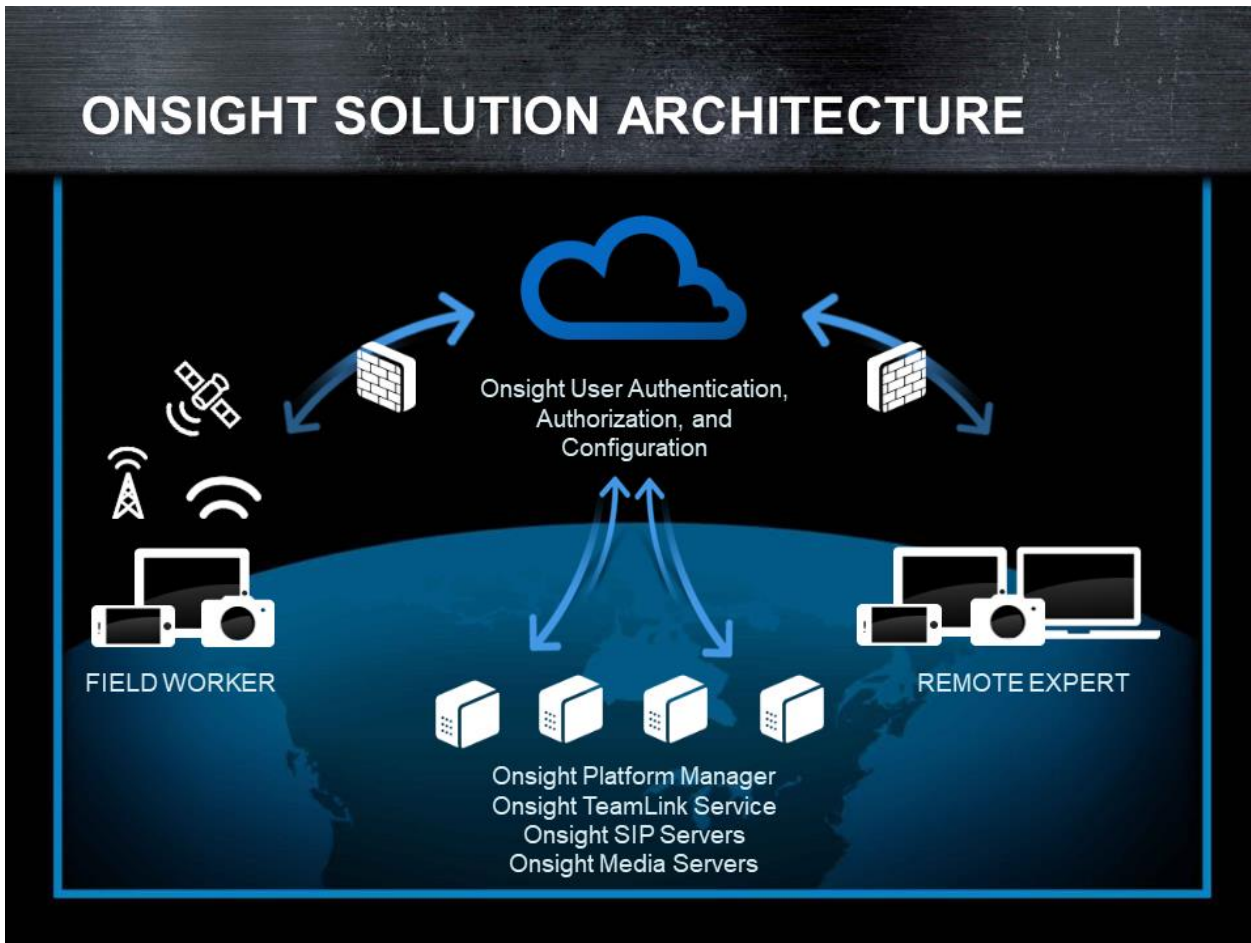 ONSIGHT SOLUTION ARCHITECTURE
Onsight User Authentication,
Authorization, and
Configuration
FIELD WORKER
REMOTE EXPERT
Onsight Platform Manager
Onsight TeamLink Service
Onsight SIP Servers
Onsight Media Servers